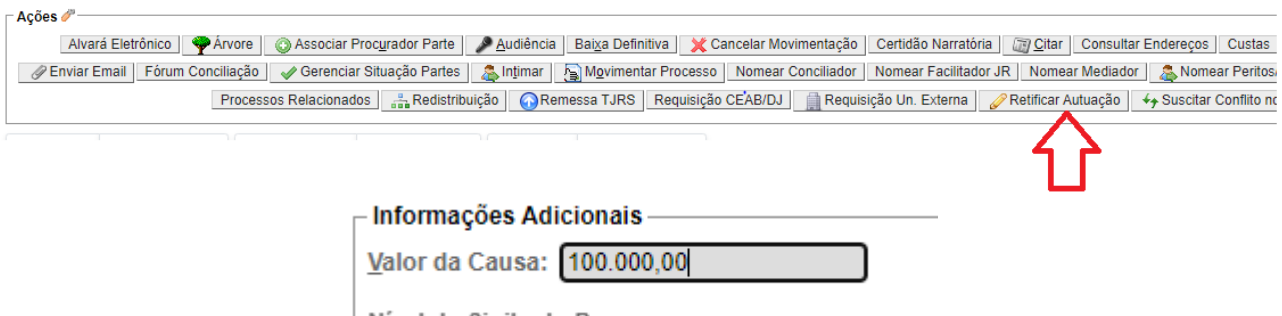 Ações
Alvará Eletrônico Árvore Associar Procurador Parte Audiência Baixa Definitiva Cancelar Movimentação Certidão Narratória Citar Consultar Endereços Custas
Enviar Email Fórum Conciliação Gerenciar Situação Partes Intimar Movimentar Processo Nomear Conciliador Nomear Facilitador JR Nomear Mediador Nomear Peritos
Processos Relacionados Redistribuição Remessa TJRS Requisição CEAB/DJ Requisição Un. Externa Retificar Autuação Suscitar Conflito
Informações Adicionais
Valor da Causa: 100.000,00